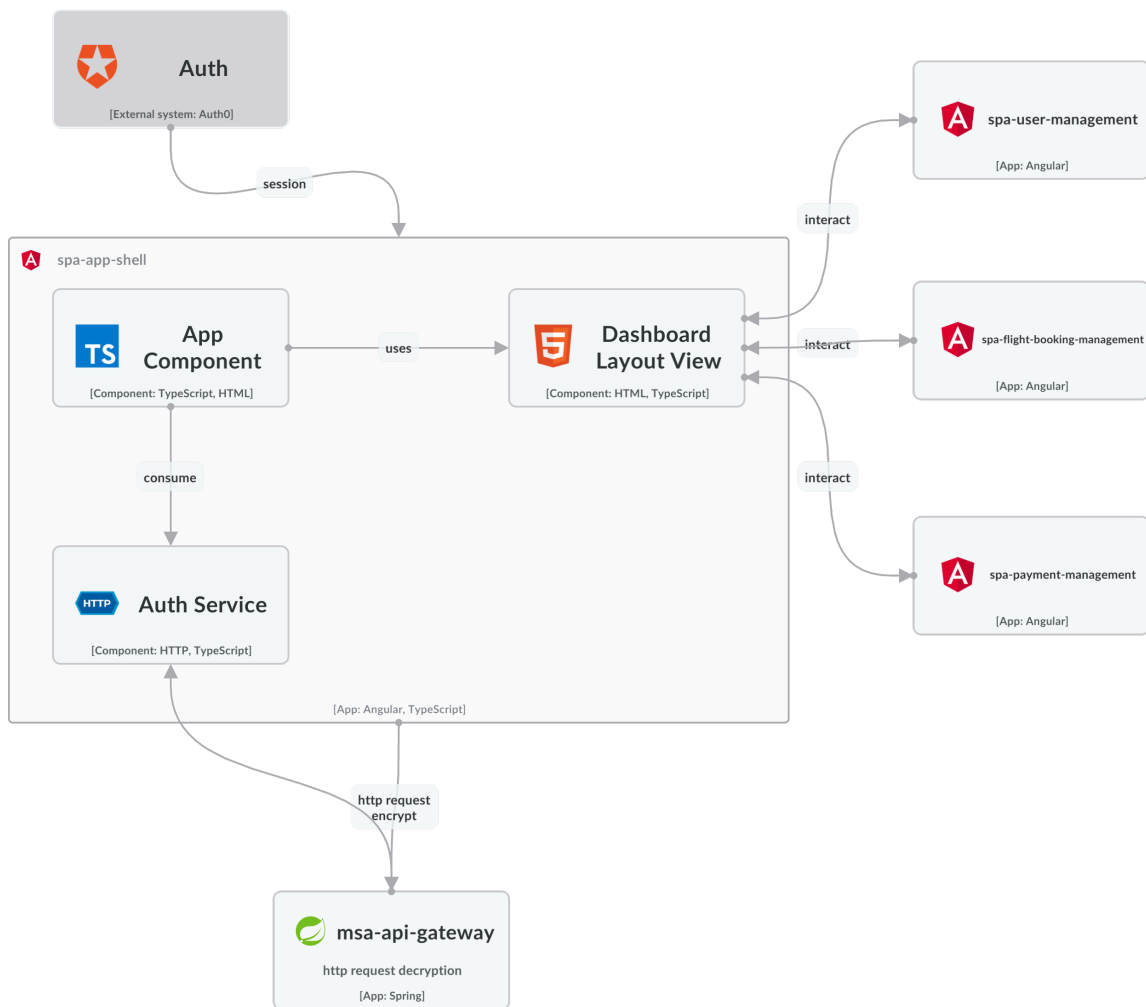 Auth
[External system: Auth0]
session
spa-user-management
[App: Angular]
interact
spa-app-shell
TS
App
Component
[Component: TypeScript, HTML]
uses
Dashboard
Layout View
[Component: HTML, TypeScript]
interact
spa-flight-booking-management
[App: Angular]
consume
interact
HTTP
Auth Service
[Component: HTTP, TypeScript]
spa-payment-management
[App: Angular]
[App: Angular, TypeScript]
http request
encrypt
msa-api-gateway
http request decryption
[App: Spring]